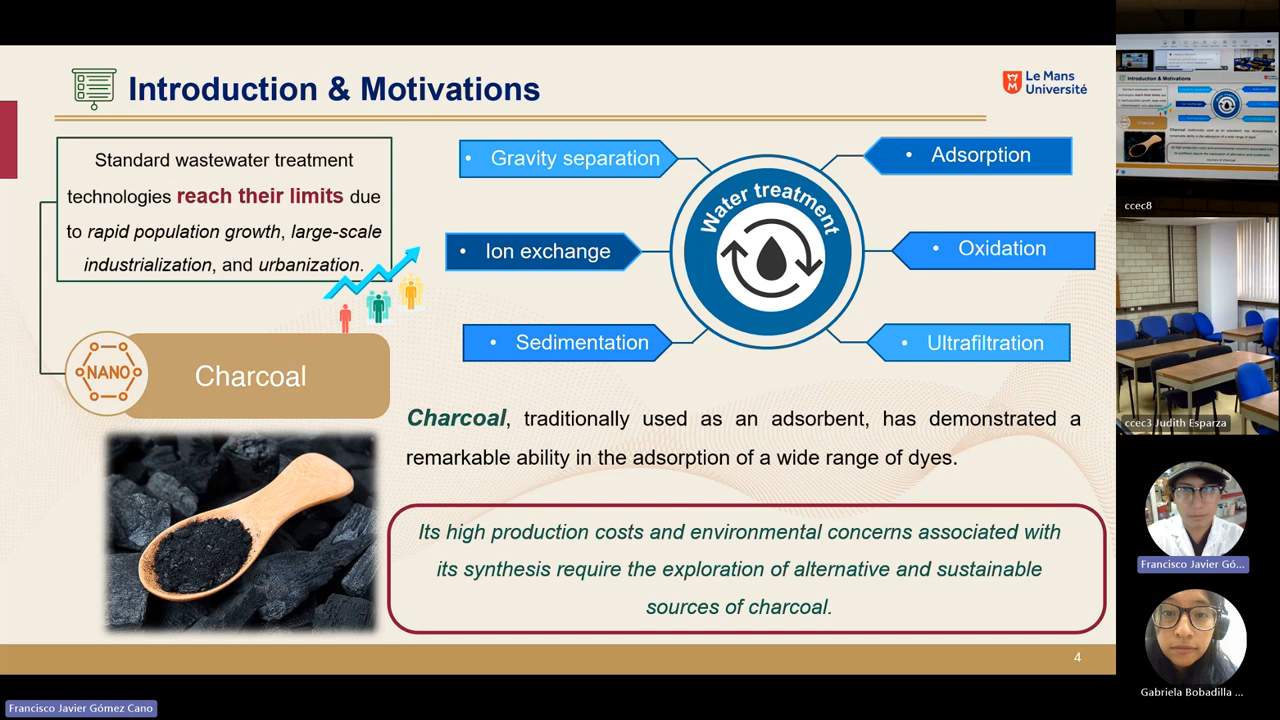 Introduction & Motivations
Le Mans
Université
Standard wastewater treatment
technologies reach their limits due
to rapid population growth, large-scale
industrialization, and urbanization.
• Gravity separation
• Ion exchange
• Sedimentation
Water treatment
• Adsorption
• Oxidation
• Ultrafiltration
NANO
Charcoal
Charcoal, traditionally used as an adsorbent, has demonstrated a
remarkable ability in the adsorption of a wide range of dyes.
Its high production costs and environmental concerns associated with
its synthesis require the exploration of alternative and sustainable
sources of charcoal.
4
Francisco Javier Gómez Cano
Introduction & Motivations
Charcoal
ccec8
ccec3 Judith Esparza
Francisco Javier Gó...
Gabriela Bobadilla ...